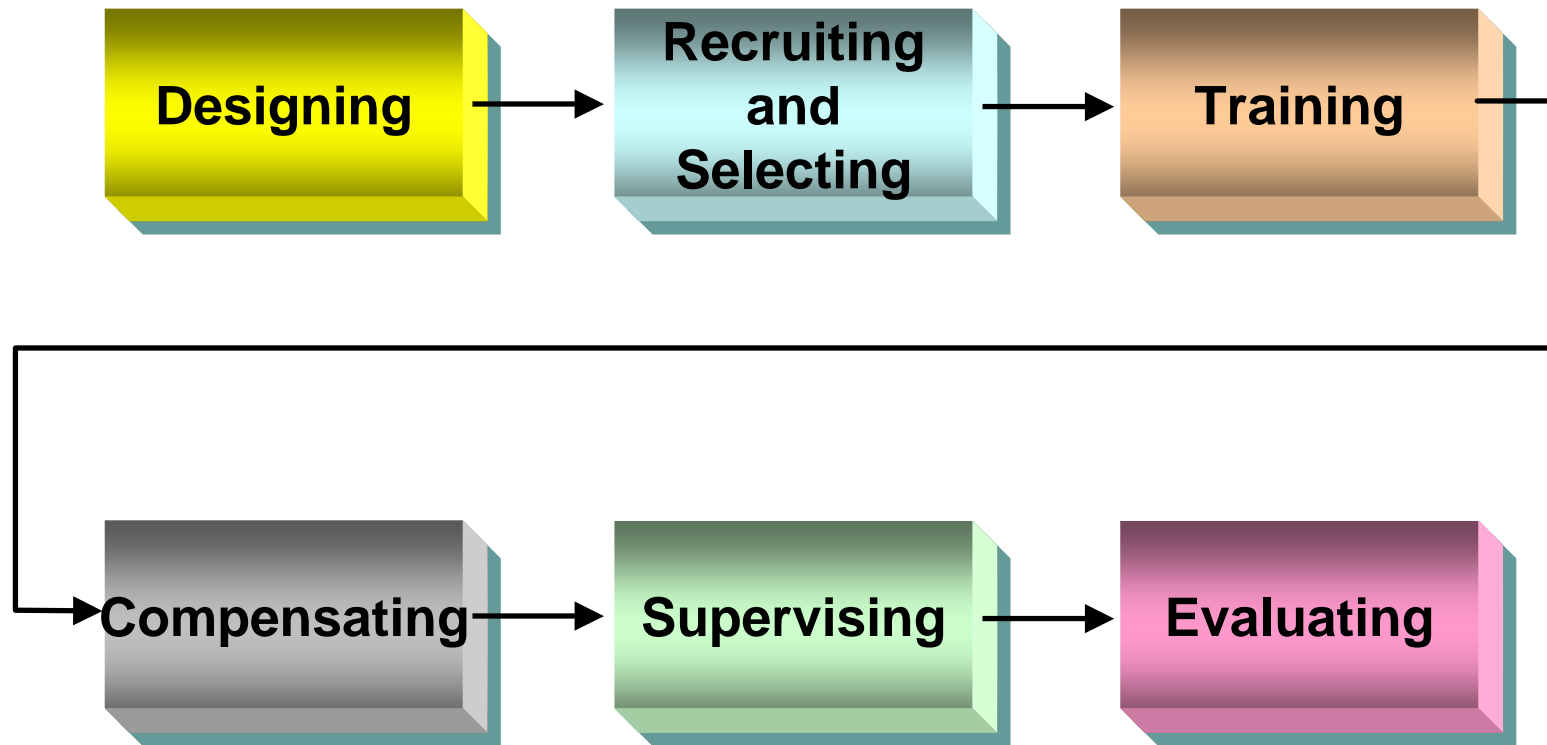 Designing
Recruiting
and
Selecting
Training
Compensating
Supervising
Evaluating